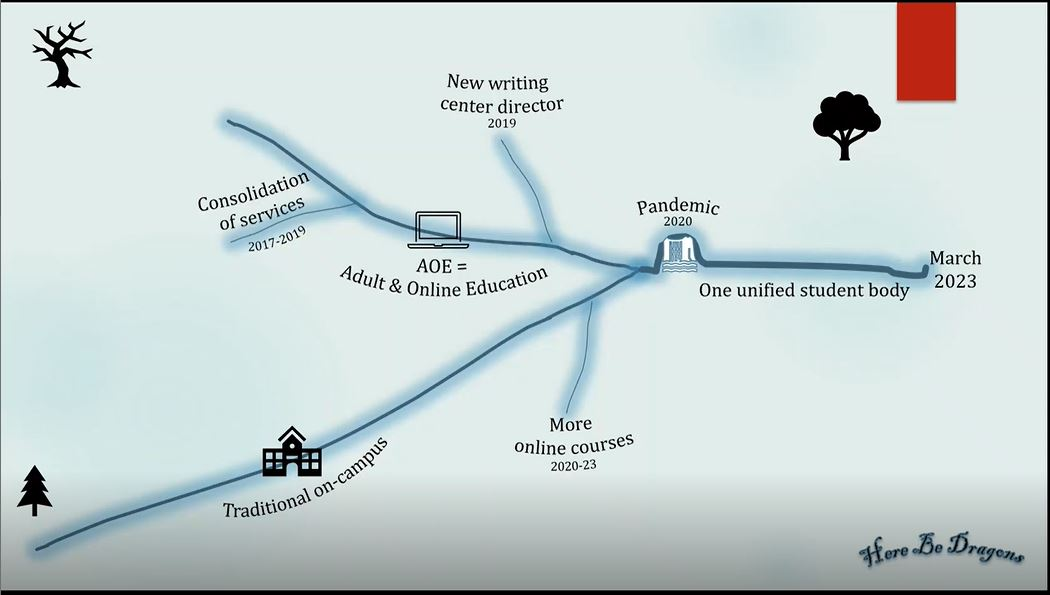 New writing
center director
2019
Consolidation
of services
2017-2019
AOE =
Adult & Online Education
Pandemic
2020
March
2023
One unified student body
More
online courses
2020-23
Traditional on-campus
Here Be Dragons